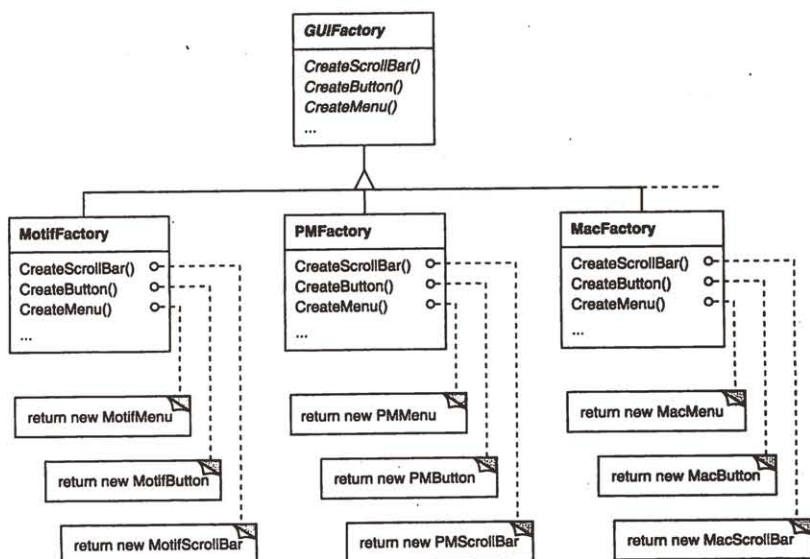 GUIFactory
CreateScrollBar()
CreateButton()
CreateMenu()
...
MotifFactory
CreateScrollBar()
CreateButton()
CreateMenu()
...
PMFactory
CreateScrollBar()
CreateButton()
CreateMenu()
...
MacFactory
CreateScrollBar()
CreateButton()
CreateMenu()
...
return new MotifMenu
return new PMMenu
return new MacMenu
return new MotifButton
return new PMButton
return new MacButton
return new MotifScrollBar
return new PMScrollBar
return new MacScrollBar